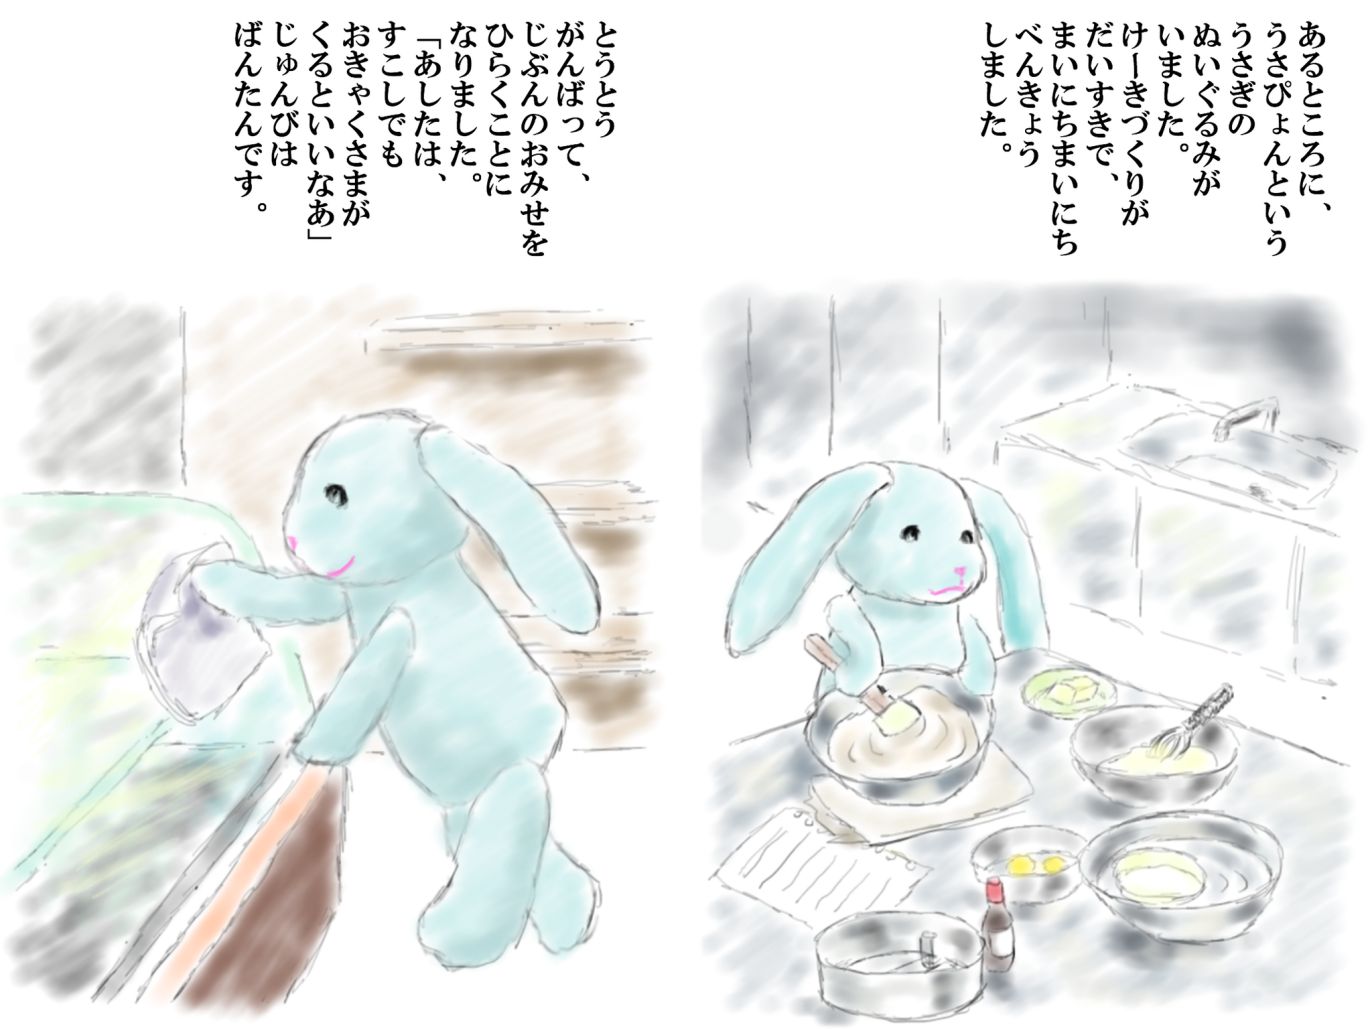 あるところに、
うさぴょんという
うさぎの
ぬいぐるみが
いました。
けーきづくりが
だいすきで、
まいにちまいにち
べんきょう
しました。
とうとう
がんばって、
じぶんのおみせを
ひらくことに
なりました。
「あしたは、
すこしでも
おきゃくさまが
くるといいなあ」
じゅんびは
ばんたんです。